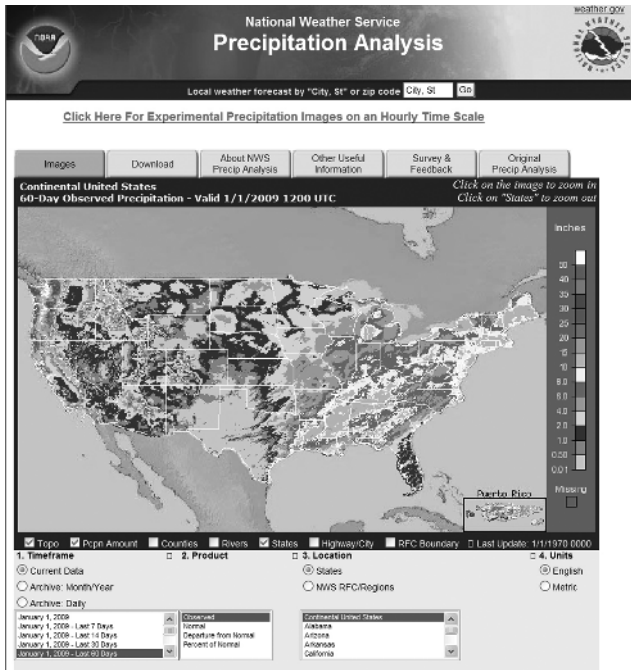 weather.gov
NOAA
National Weather Service
Precipitation Analysis
Local weather forecast by "City, St" or zip code City, St Go
Click Here For Experimental Precipitation Images on an Hourly Time Scale
Images
Download
About NWS
Precip Analysis
Other Useful
Information
Survey &
Feedback
Original
Precip Analysis
Continental United States
60-Day Observed Precipitation - Valid 1/1/2009 1200 UTC
Click on the image to zoom in
Click on "States" to zoom out
Inches
50
40
35
30
25
20
15
10
8.0
6.0
4.0
2.0
1.0
0.50
0.01
Missing
Puerto Rico
Topo Pcpn Amount Counties Rivers States Highway/City RFC Boundary Last Update: 1/1/1970 0000
1. Timeframe 2. Product 3. Location 4. Units
Current Data States English
Archive: Month/Year NWS RFC/Regions Metric
Archive: Daily
January 1, 2009
January 1, 2009 - Last 7 Days
January 1, 2009 - Last 14 Days
January 1, 2009 - Last 30 Days
January 1, 2009 - Last 60 Days
Observed
Normal
Departure from Normal
Percent of Normal
Continental United States
Alabama
Arizona
Arkansas
California